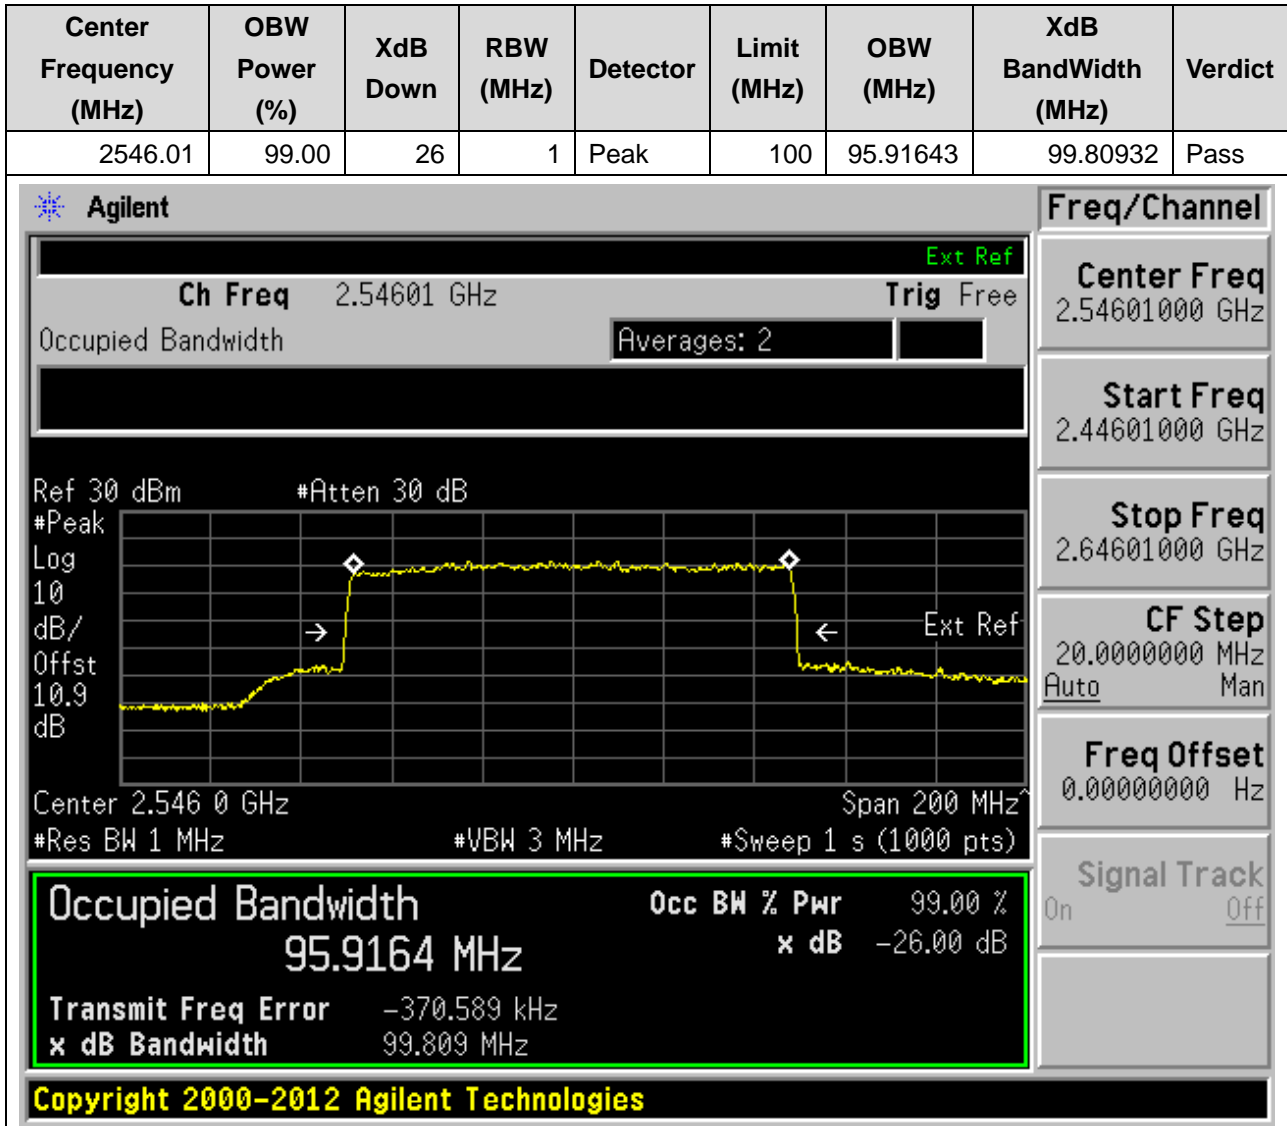 Center Frequency (MHz) OBW Power (%) XdB Down RBW (MHz) Detector Limit (MHz) OBW (MHz) XdB BandWidth (MHz) Verdict
2546.01 99.00 26 1 Peak 100 95.91643 99.80932 Pass
Agilent
Freq/Channel
Ext Ref
Ch Freq 2.54601 GHz Trig Free
Occupied Bandwidth Averages: 2
Ref 30 dBm #Atten 30 dB
#Peak
Log
10
dB/
Offst
10.9
dB
Ext Ref
Center 2.546 0 GHz Span 200 MHz^
#Res BW 1 MHz #VBW 3 MHz #Sweep 1 s (1000 pts)
Occupied Bandwidth
95.9164 MHz
Occ BW % Pwr 99.00 %
x dB -26.00 dB
Transmit Freq Error -370.589 kHz
x dB Bandwidth 99.809 MHz
Center Freq
2.54601000 GHz
Start Freq
2.44601000 GHz
Stop Freq
2.64601000 GHz
CF Step
20.0000000 MHz
Auto Man
Freq Offset
0.00000000 Hz
Signal Track
On Off
Copyright 2000-2012 Agilent Technologies